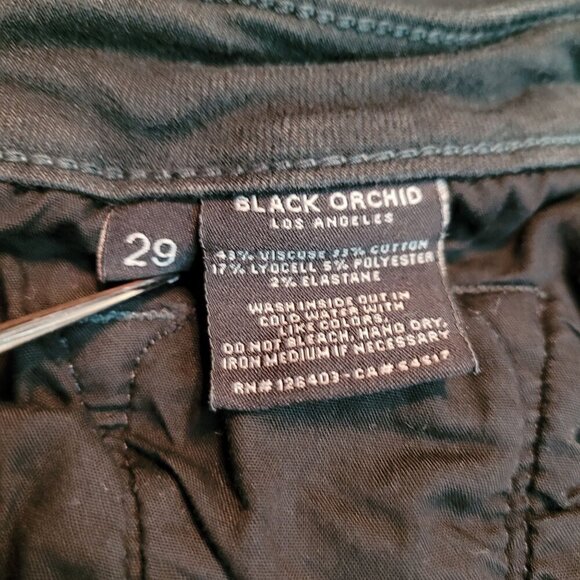 BLACK ORCHID
LOS ANGELES
29
43% VISCOSE 33% COTTON
17% LYOCELL 5% POLYESTER
2% ELASTANE
WASH INSIDE OUT IN
COLD WATER WITH
LIKE COLORS
DO NOT BLEACH, HANG DRY,
IRON MEDIUM IF NECESSARY
RN# 126403 - CA#